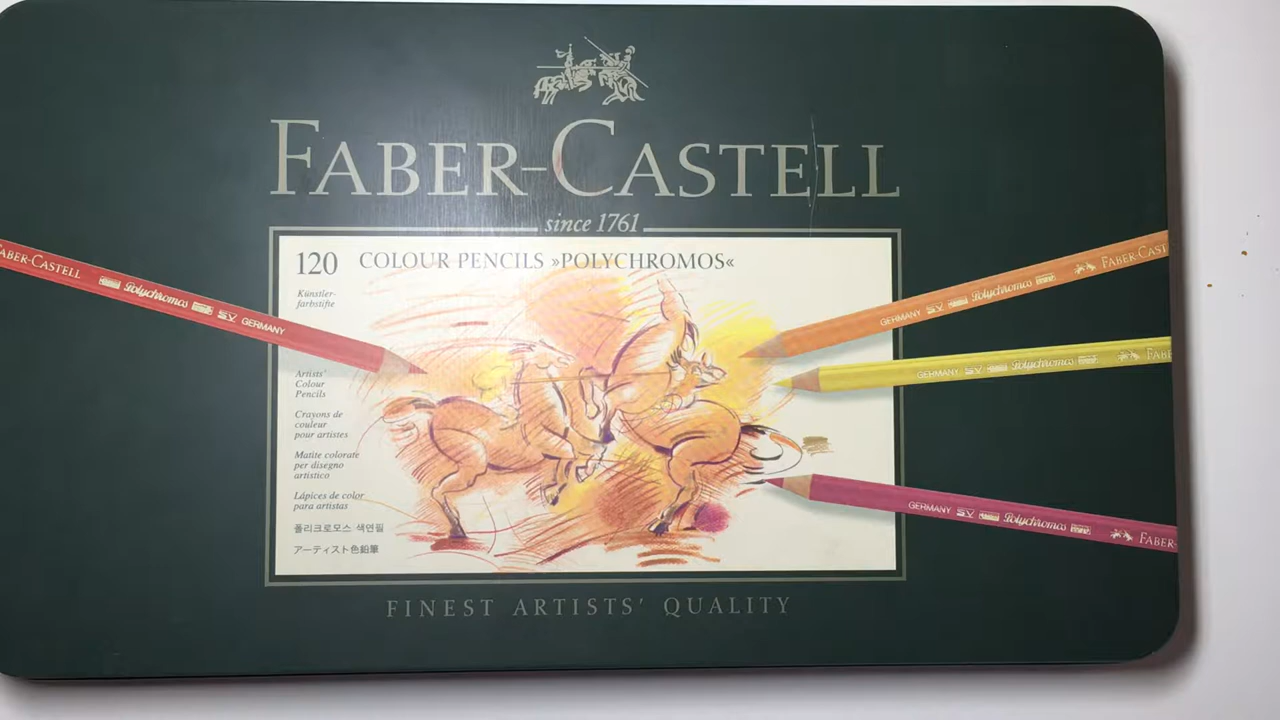 FABER-CASTELL
since 1761
120 COLOUR PENCILS »POLYCHROMOS«
Künstler-
farbstifte
Artists'
Colour
Pencils
Crayons de
couleur
pour artistes
Matite colorate
per disegno
artistico
Lápices de color
para artistas
폴리크로모스 색연필
アーティスト色鉛筆
FABER-CASTELL Polychromos SV GERMANY
GERMANY SV Polychromos FABER-CAST
GERMANY SV Polychromos FAB
GERMANY SV Polychromos FABER-
FINEST ARTISTS' QUALITY